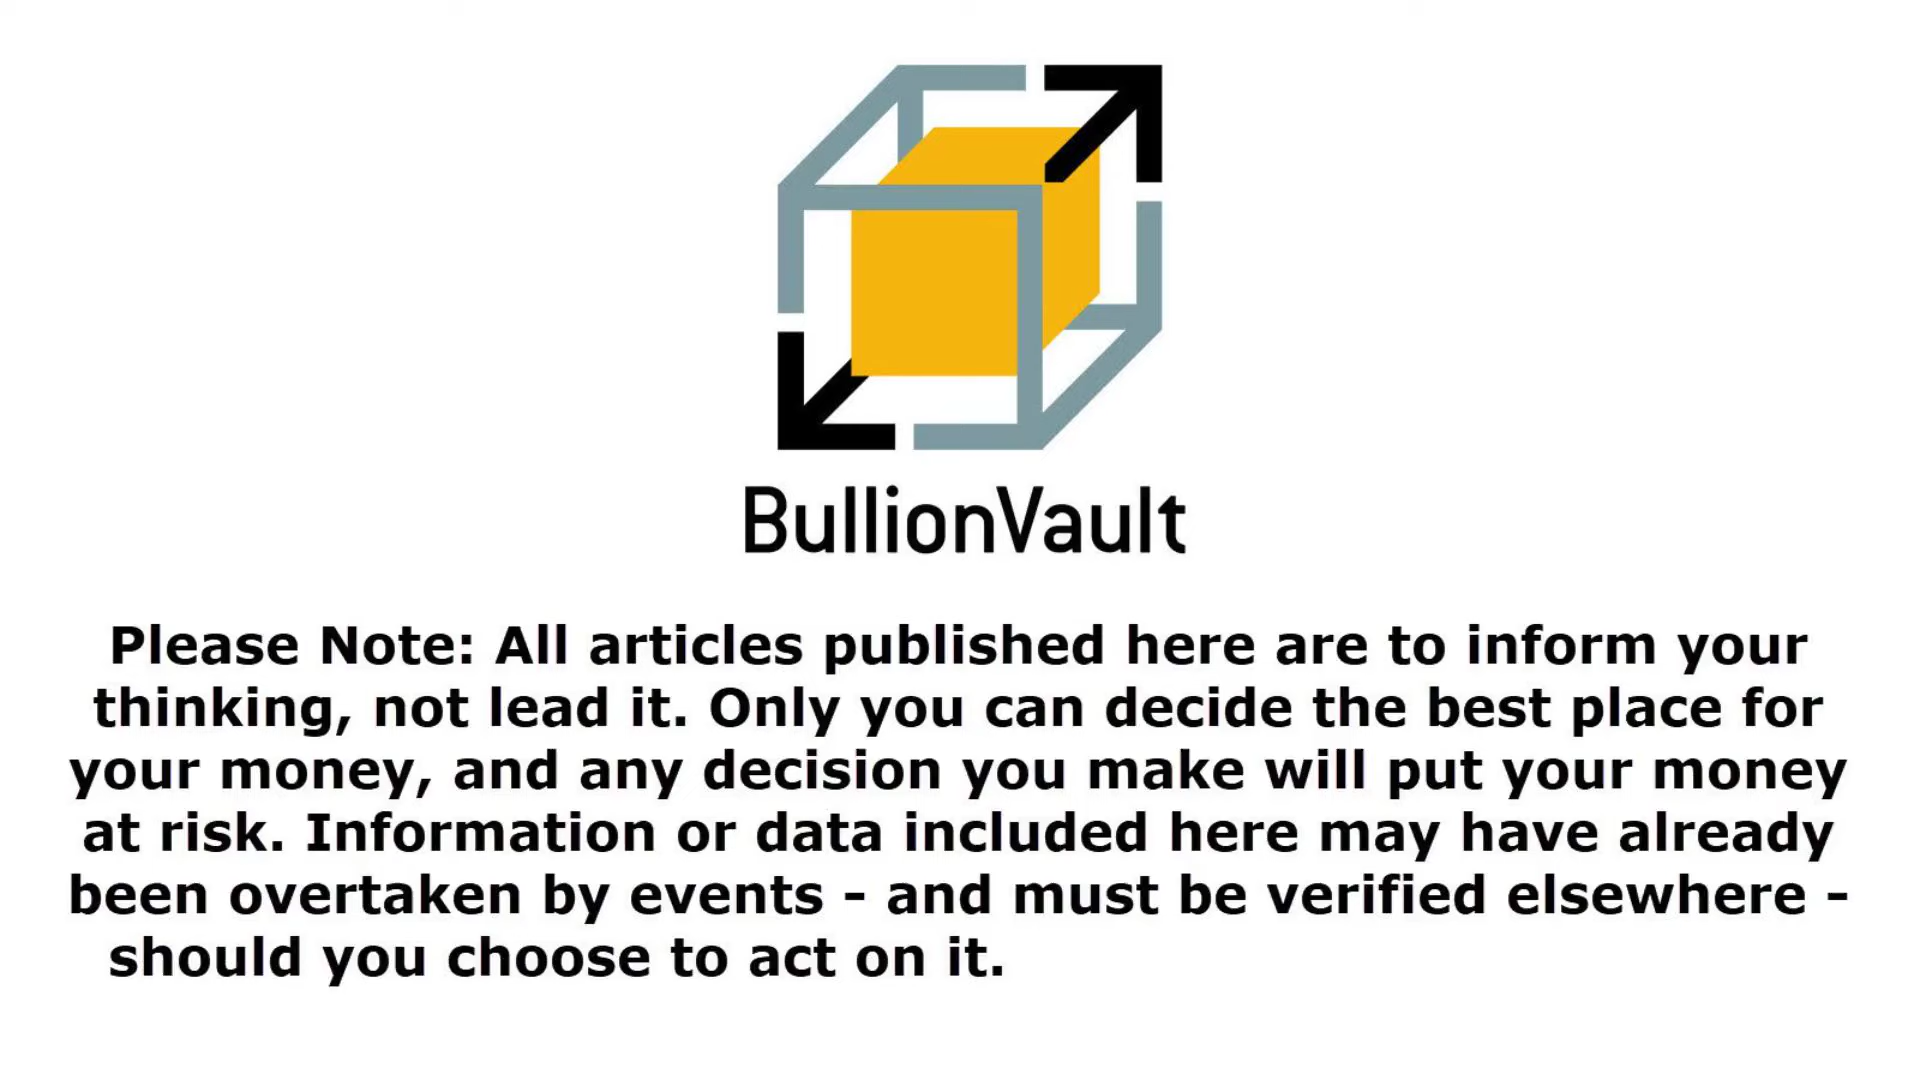 BullionVault
Please Note: All articles published here are to inform your
thinking, not lead it. Only you can decide the best place for
your money, and any decision you make will put your money
at risk. Information or data included here may have already
been overtaken by events - and must be verified elsewhere -
should you choose to act on it.